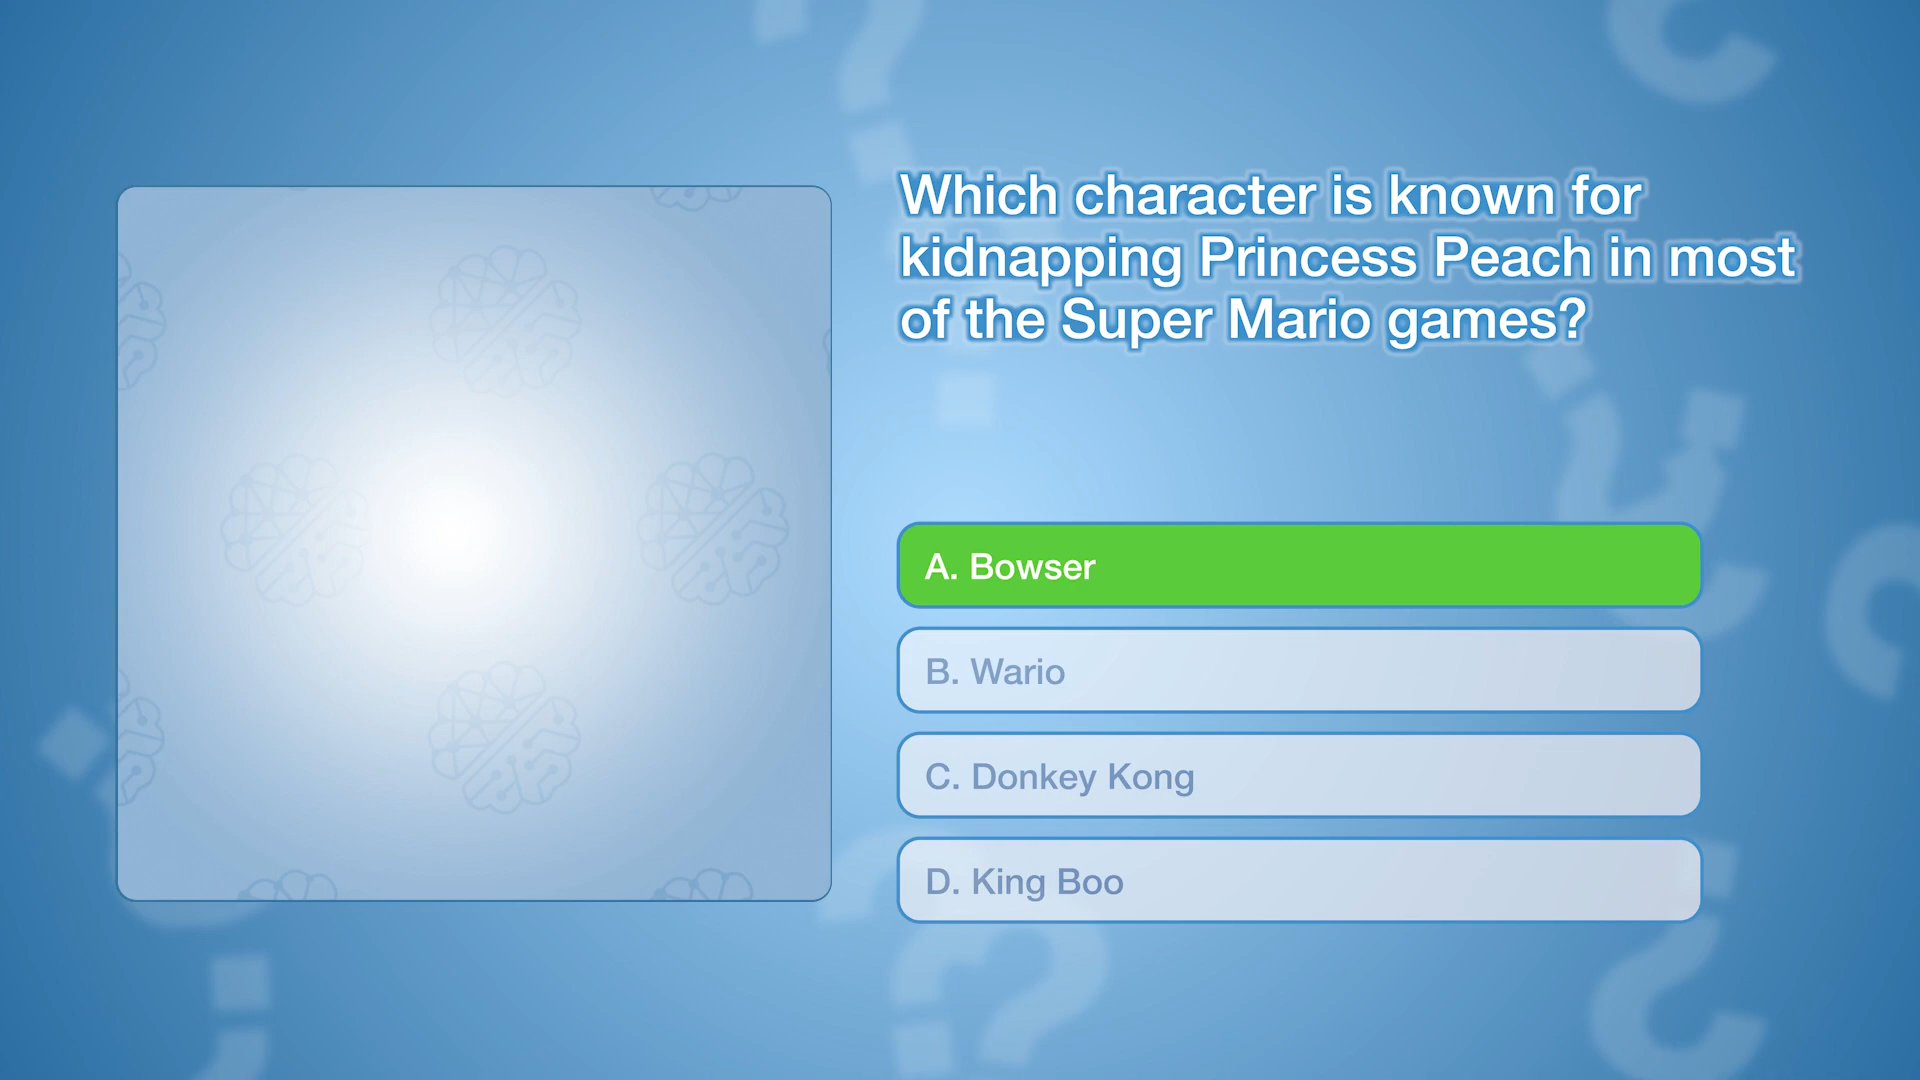 Which character is known for
kidnapping Princess Peach in most
of the Super Mario games?
A. Bowser
B. Wario
C. Donkey Kong
D. King Boo